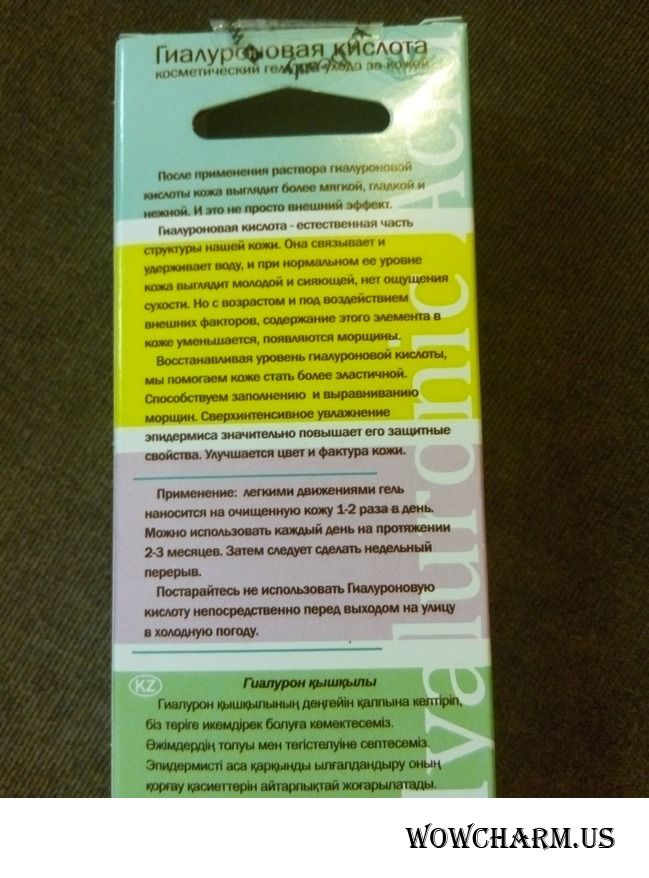 Гиалуроновая кислота
косметический гель для ухода за кожей
После применения раствора гиалуроновой
кислоты кожа выглядит более мягкой, гладкой и
нежной. И это не просто внешний эффект.
Гиалуроновая кислота - естественная часть
структуры нашей кожи. Она связывает и
удерживает воду, и при нормальном ее уровне
кожа выглядит молодой и сияющей, нет ощущения
сухости. Но с возрастом и под воздействием
внешних факторов, содержание этого элемента в
коже уменьшается, появляются морщины.
Восстанавливая уровень гиалуроновой кислоты,
мы помогаем коже стать более эластичной.
Способствуем заполнению и выравниванию
морщин. Сверхинтенсивное увлажнение
эпидермиса значительно повышает его защитные
свойства. Улучшается цвет и фактура кожи.
Применение: легкими движениями гель
наносится на очищенную кожу 1-2 раза в день.
Можно использовать каждый день на протяжении
2-3 месяцев. Затем следует сделать недельный
перерыв.
Постарайтесь не использовать Гиалуроновую
кислоту непосредственно перед выходом на улицу
в холодную погоду.
KZ
Гиалурон қышқылы
Гиалурон қышқылының деңгейін қалпына келтіріп,
біз теріге икемдірек болуға көмектесеміз.
Әжімдердің толуы мен тегістелуіне септесеміз.
Эпидермисті аса қарқынды ылғалдандыру оның
қорғау қасиеттерін айтарлықтай жоғарылатады.
yaluronic Aci
WOWCHARM.US